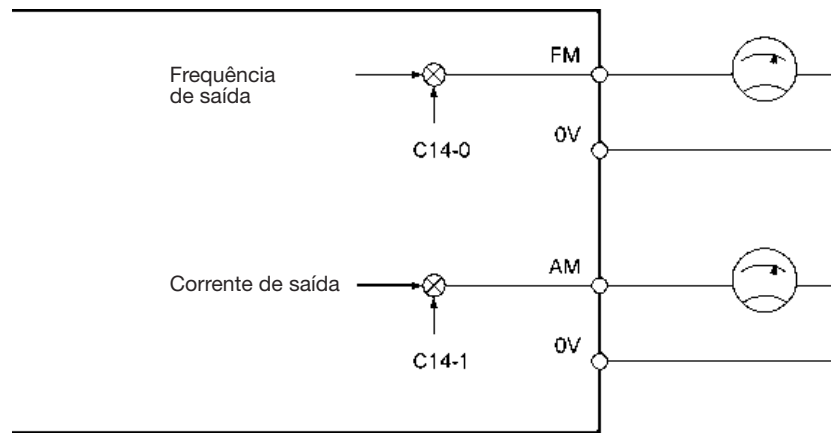 FM
Frequência
de saída
C14-0
0V
AM
Corrente de saída
C14-1
0V